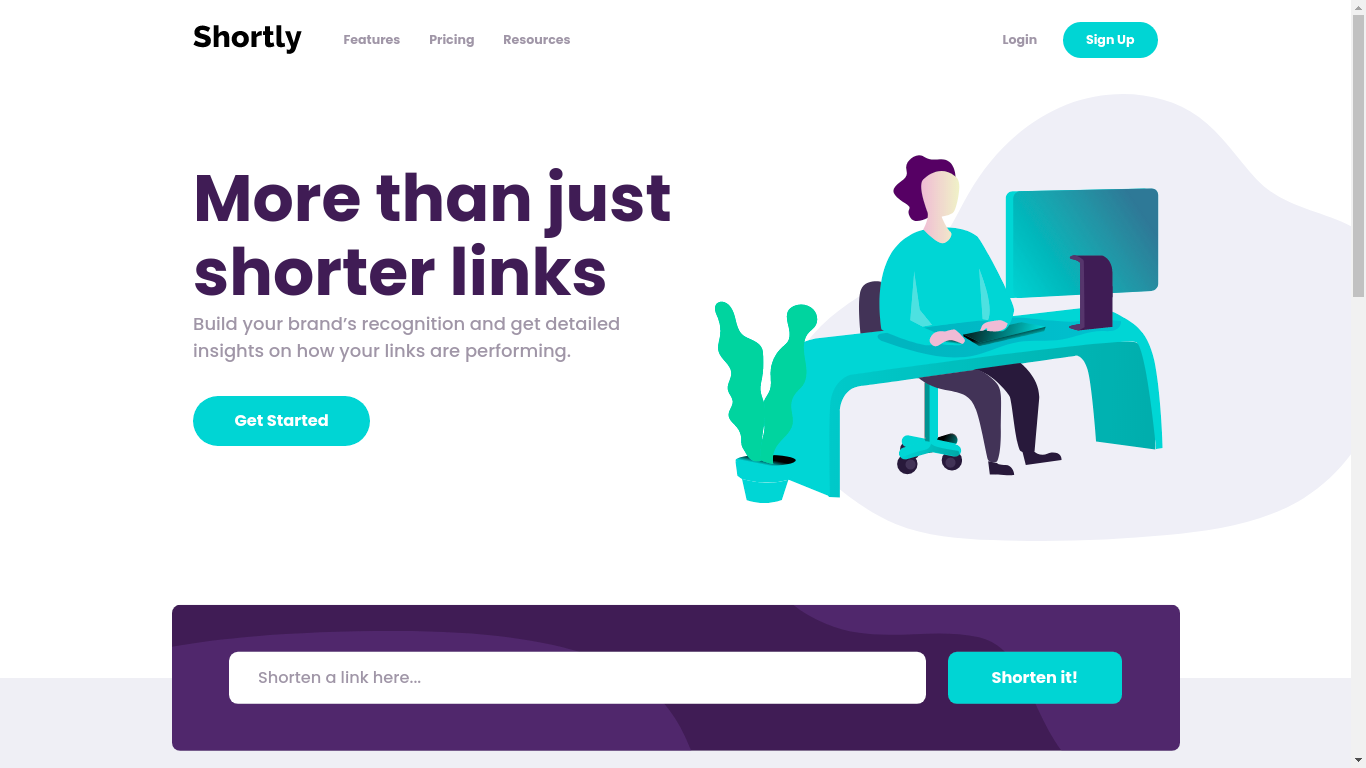 Shortly
Features
Pricing
Resources
Login
Sign Up
More than just
shorter links
Build your brand’s recognition and get detailed
insights on how your links are performing.
Get Started
Shorten a link here...
Shorten it!